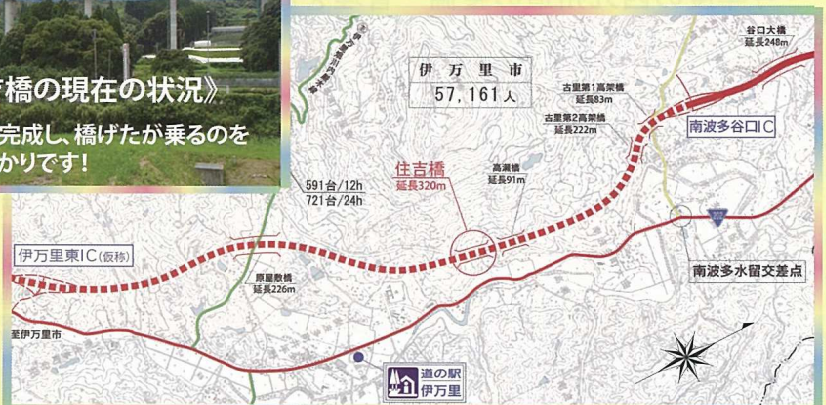 橋の現在の状況》
完成し、橋げたが乗るのを
かりです!
伊万里市
57,161人
谷口大橋
延長248m
古里第1高架橋
延長83m
古里第2高架橋
延長222m
南波多谷口IC
住吉橋
延長320m
高瀬橋
延長91m
591台/12h
721台/24h
伊万里東IC(仮称)
原屋敷橋
延長226m
202
南波多水留交差点
至伊万里市
道の駅
伊万里